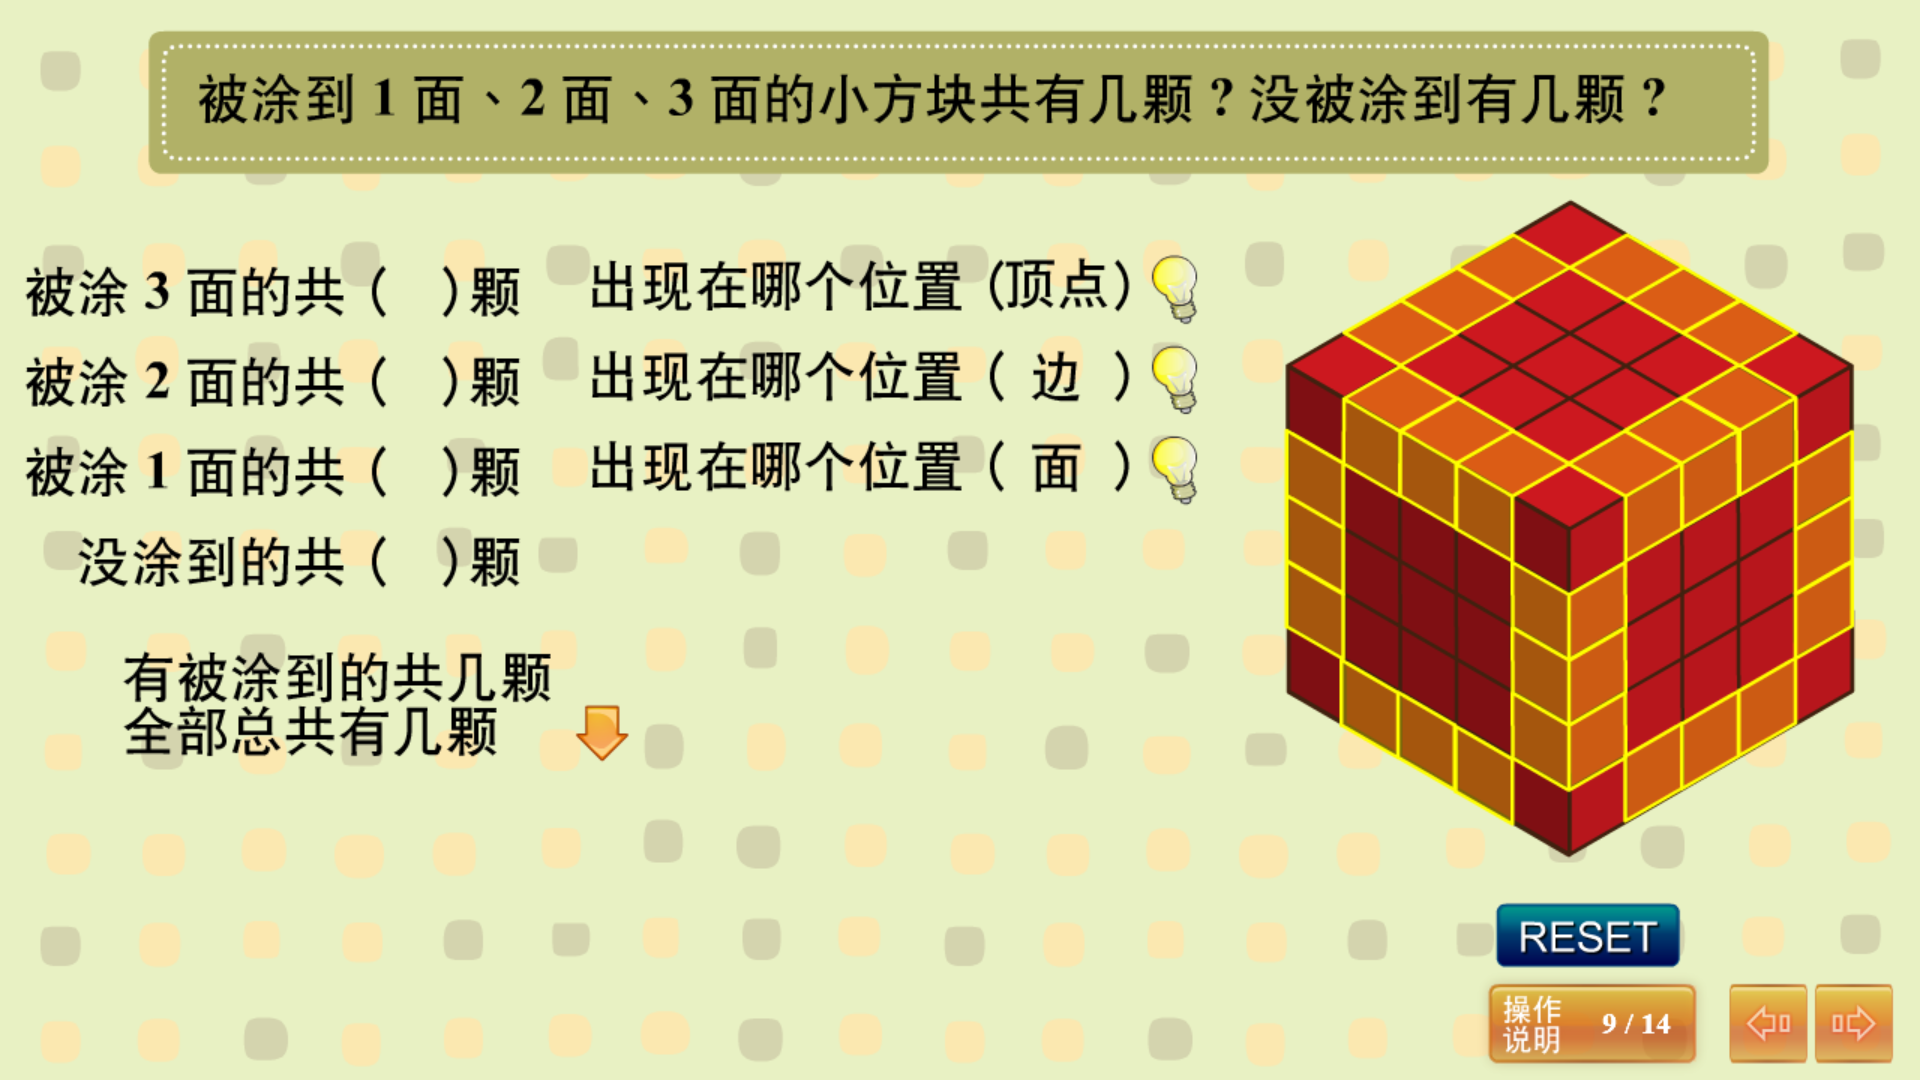 被涂到 1 面、2 面、3 面的小方块共有几颗？没被涂到有几颗？
被涂 3 面的共（　）颗　出现在哪个位置（顶点）
被涂 2 面的共（　）颗　出现在哪个位置（ 边 ）
被涂 1 面的共（　）颗　出现在哪个位置（ 面 ）
没涂到的共（　）颗
有被涂到的共几颗
全部总共有几颗
RESET
操作
说明
9 / 14